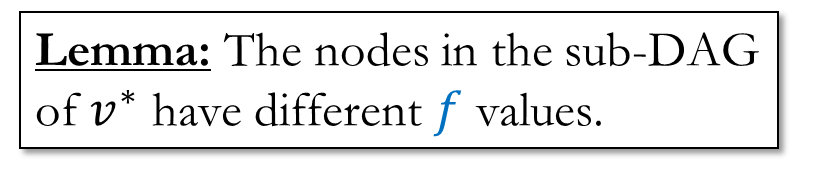 Lemma: The nodes in the sub-DAG
of v* have different f values.